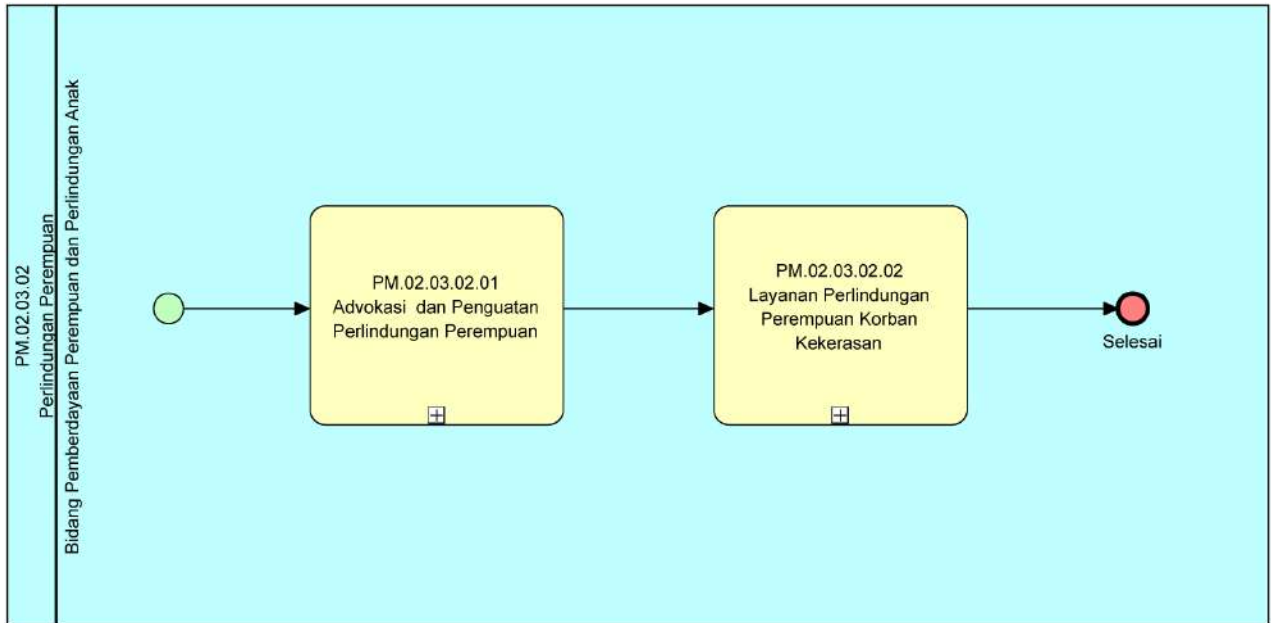 PM.02.03.02
Perlindungan Perempuan
Bidang Pemberdayaan Perempuan dan Perlindungan Anak
PM.02.03.02.01
Advokasi dan Penguatan
Perlindungan Perempuan
PM.02.03.02.02
Layanan Perlindungan
Perempuan Korban
Kekerasan
Selesai